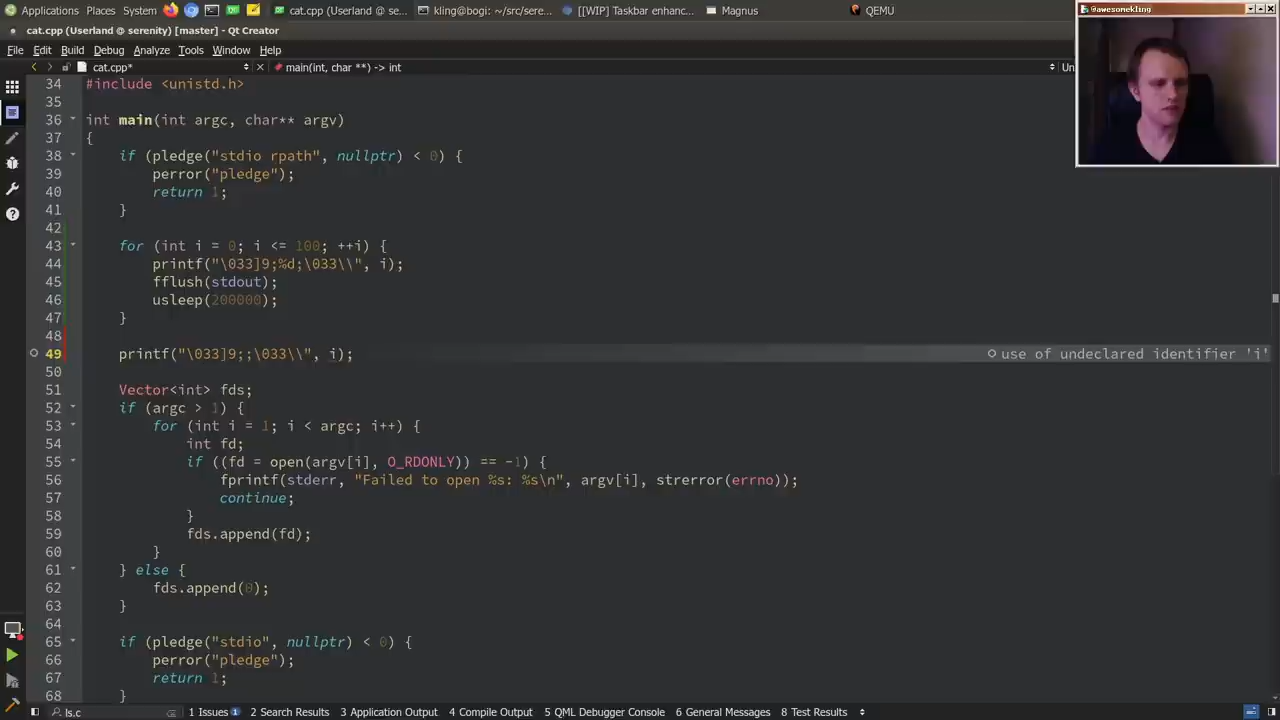 Applications Places System cat.cpp (Userland @ se... kling@bogi: ~/src/sere... [[WIP] Taskbar enhanc... Magnus QEMU
@awesomekling
cat.cpp (Userland @ serenity) [master] - Qt Creator
File Edit Build Debug Analyze Tools Window Help
cat.cpp* main(int, char **) -> int Un
34 #include <unistd.h>
35
36 int main(int argc, char** argv)
37 {
38 if (pledge("stdio rpath", nullptr) < 0) {
39 perror("pledge");
40 return 1;
41 }
42
43 for (int i = 0; i <= 100; ++i) {
44 printf("\033]9;%d;\033\\", i);
45 fflush(stdout);
46 usleep(200000);
47 }
48
49 printf("\033]9;;\033\\", i); use of undeclared identifier 'i'
50
51 Vector<int> fds;
52 if (argc > 1) {
53 for (int i = 1; i < argc; i++) {
54 int fd;
55 if ((fd = open(argv[i], O_RDONLY)) == -1) {
56 fprintf(stderr, "Failed to open %s: %s\n", argv[i], strerror(errno));
57 continue;
58 }
59 fds.append(fd);
60 }
61 } else {
62 fds.append(0);
63 }
64
65 if (pledge("stdio", nullptr) < 0) {
66 perror("pledge");
67 return 1;
68 }
ls.c 1 Issues 1 2 Search Results 3 Application Output 4 Compile Output 5 QML Debugger Console 6 General Messages 8 Test Results